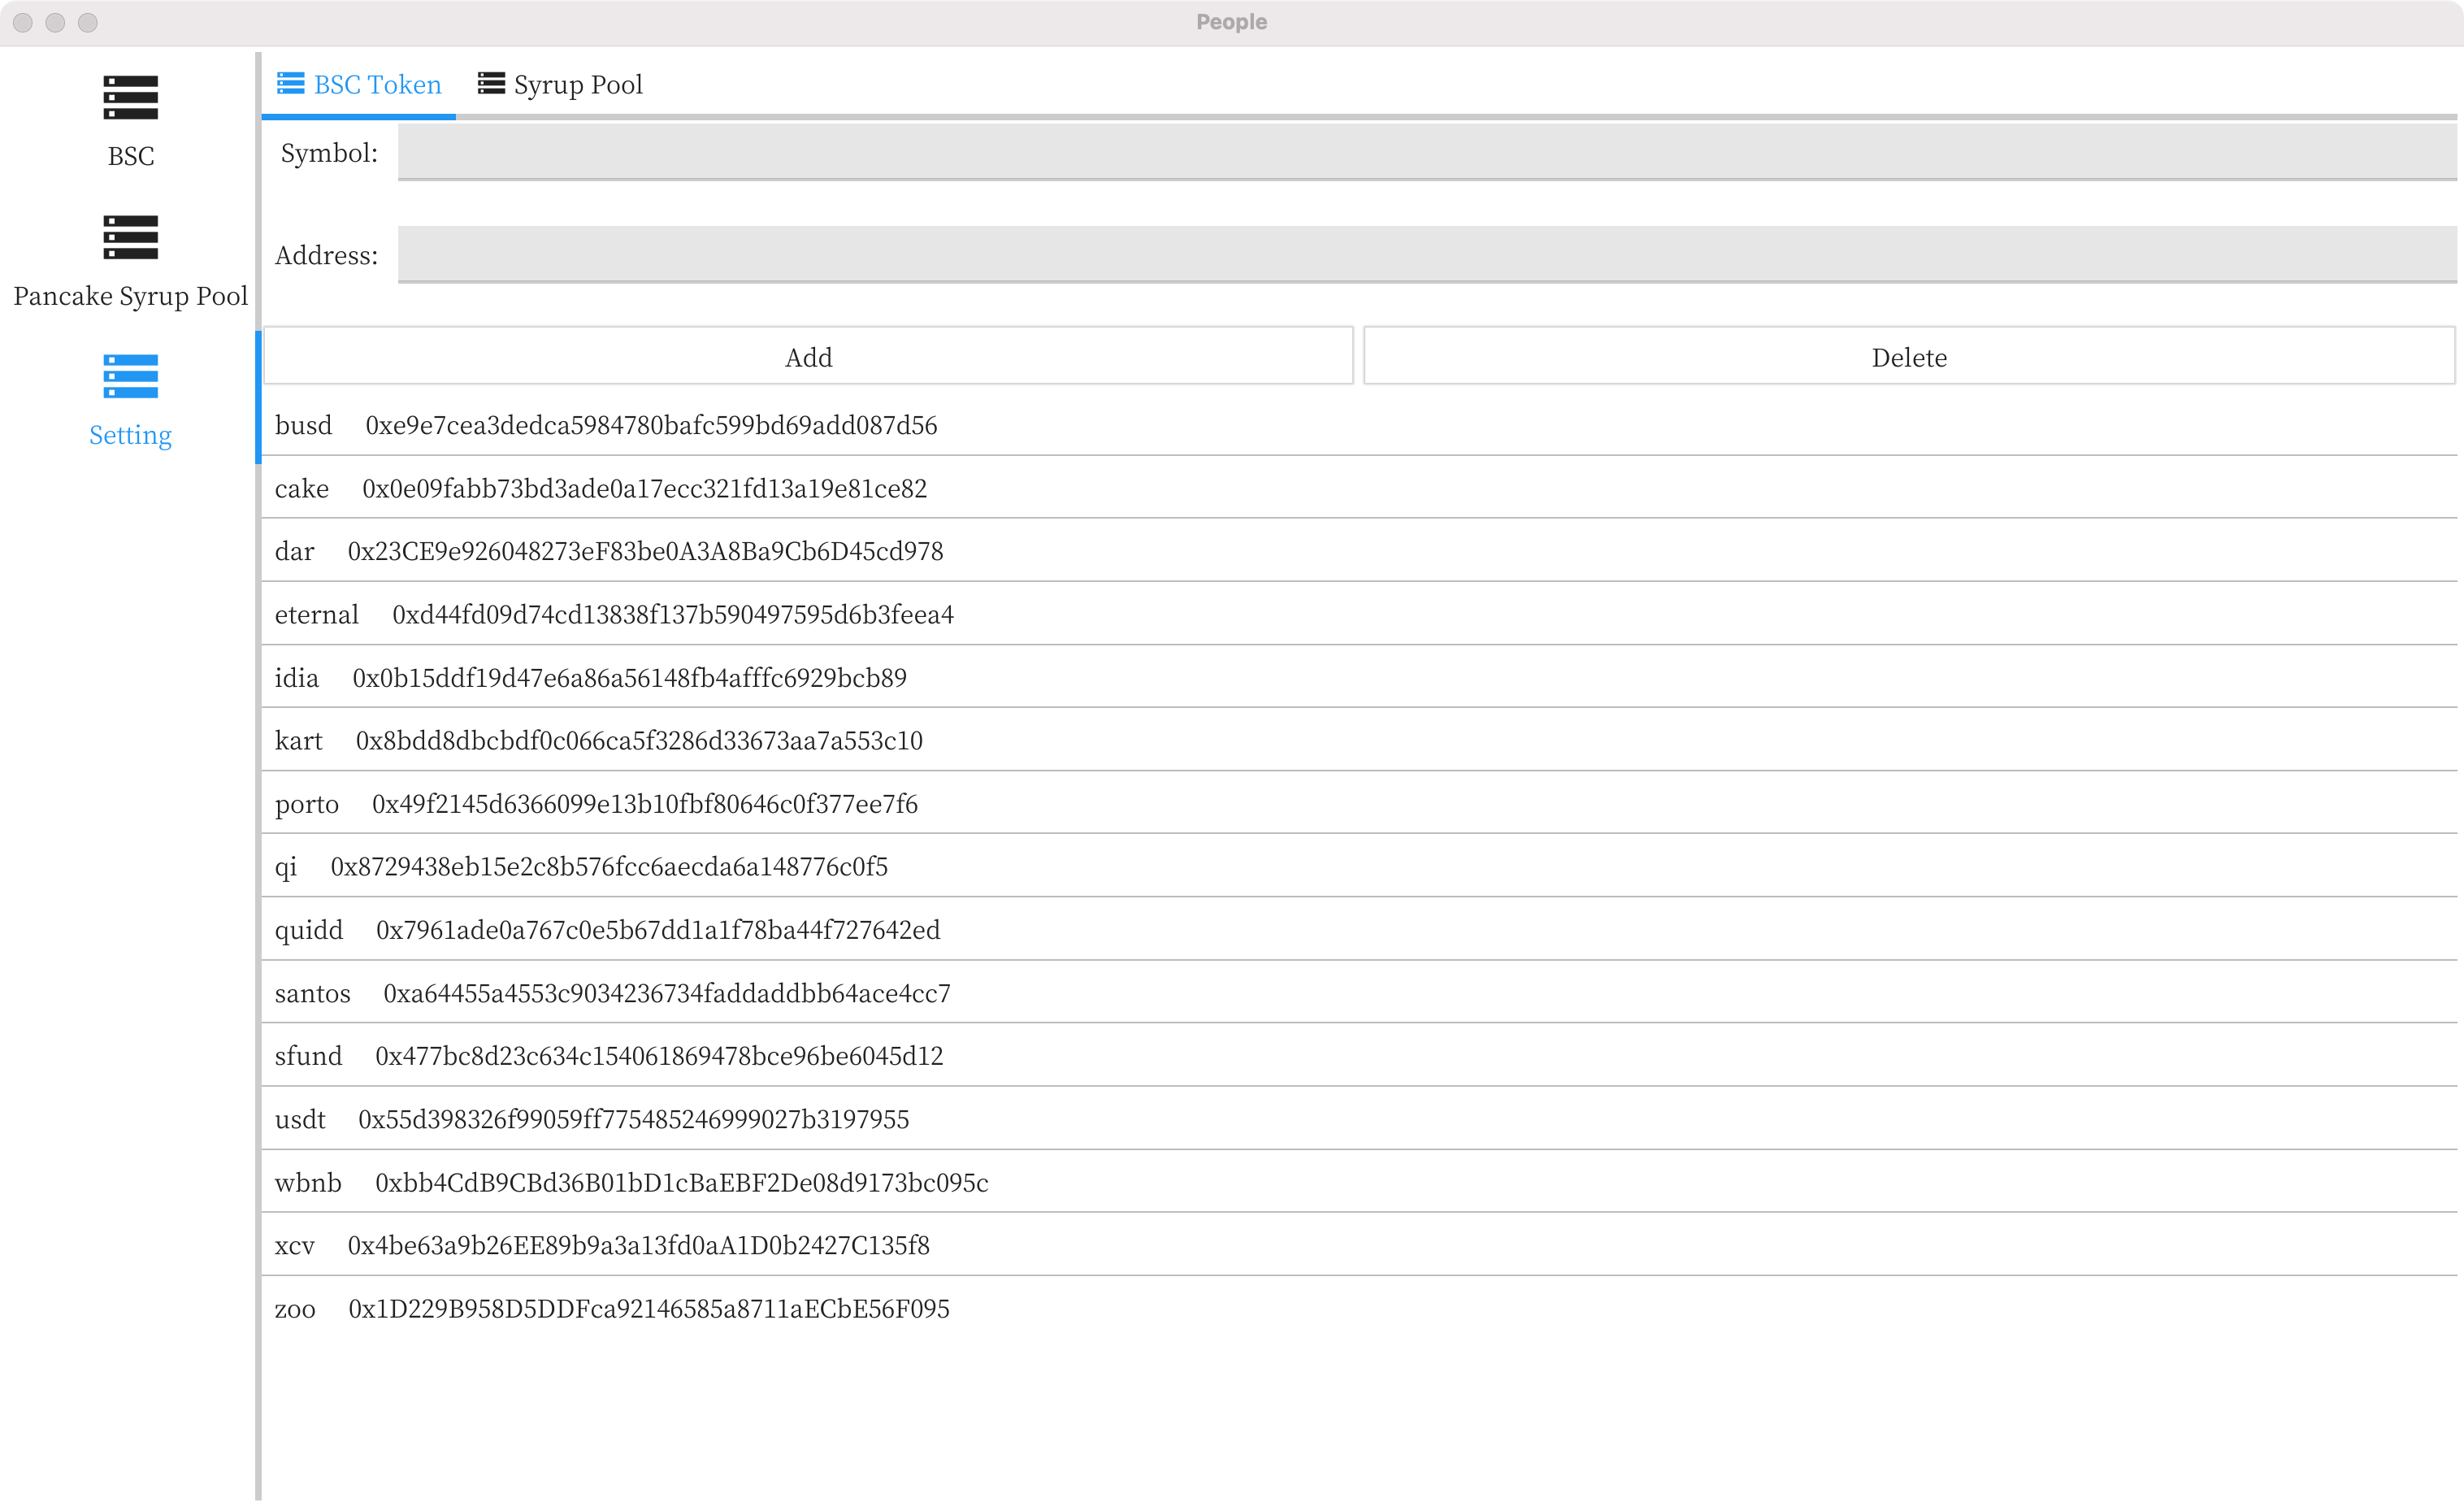 People
BSC
Pancake Syrup Pool
Setting
BSC Token Syrup Pool
Symbol:
Address:
Add Delete
busd 0xe9e7cea3dedca5984780bafc599bd69add087d56
cake 0x0e09fabb73bd3ade0a17ecc321fd13a19e81ce82
dar 0x23CE9e926048273eF83be0A3A8Ba9Cb6D45cd978
eternal 0xd44fd09d74cd13838f137b590497595d6b3feea4
idia 0x0b15ddf19d47e6a86a56148fb4afffc6929bcb89
kart 0x8bdd8dbcbdf0c066ca5f3286d33673aa7a553c10
porto 0x49f2145d6366099e13b10fbf80646c0f377ee7f6
qi 0x8729438eb15e2c8b576fcc6aecda6a148776c0f5
quidd 0x7961ade0a767c0e5b67dd1a1f78ba44f727642ed
santos 0xa64455a4553c9034236734faddaddbb64ace4cc7
sfund 0x477bc8d23c634c154061869478bce96be6045d12
usdt 0x55d398326f99059ff775485246999027b3197955
wbnb 0xbb4CdB9CBd36B01bD1cBaEBF2De08d9173bc095c
xcv 0x4be63a9b26EE89b9a3a13fd0aA1D0b2427C135f8
zoo 0x1D229B958D5DDFca92146585a8711aECbE56F095